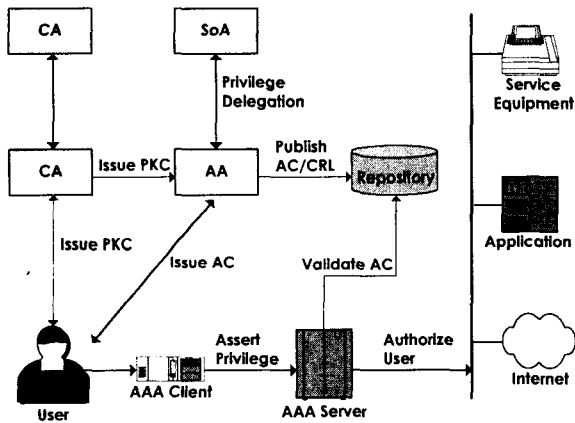 CA
SoA
Privilege
Delegation
Service
Equipment
CA
Issue PKC
AA
Publish
AC/CRL
Repository
Issue PKC
Issue AC
Validate AC
Application
Assert
Privilege
Authorize
User
Internet
User
AAA Client
AAA Server